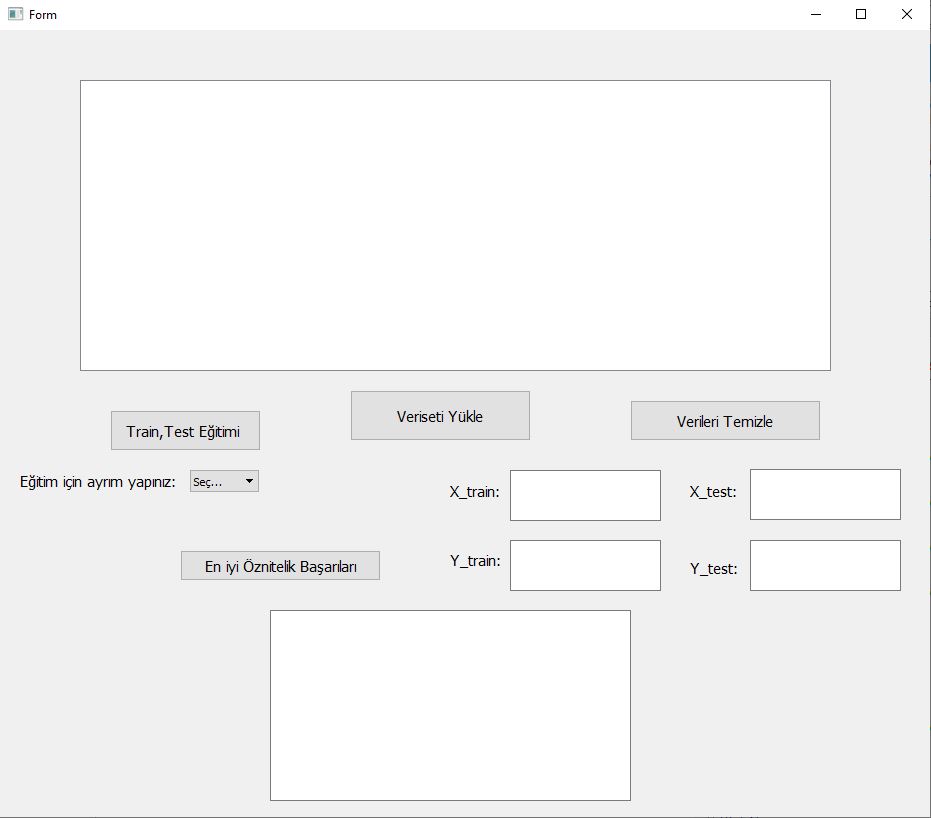 Form
Train,Test Eğitimi
Veriseti Yükle
Verileri Temizle
Eğitim için ayrım yapınız:
Seç...
X_train:
X_test:
En iyi Öznitelik Başarıları
Y_train:
Y_test: